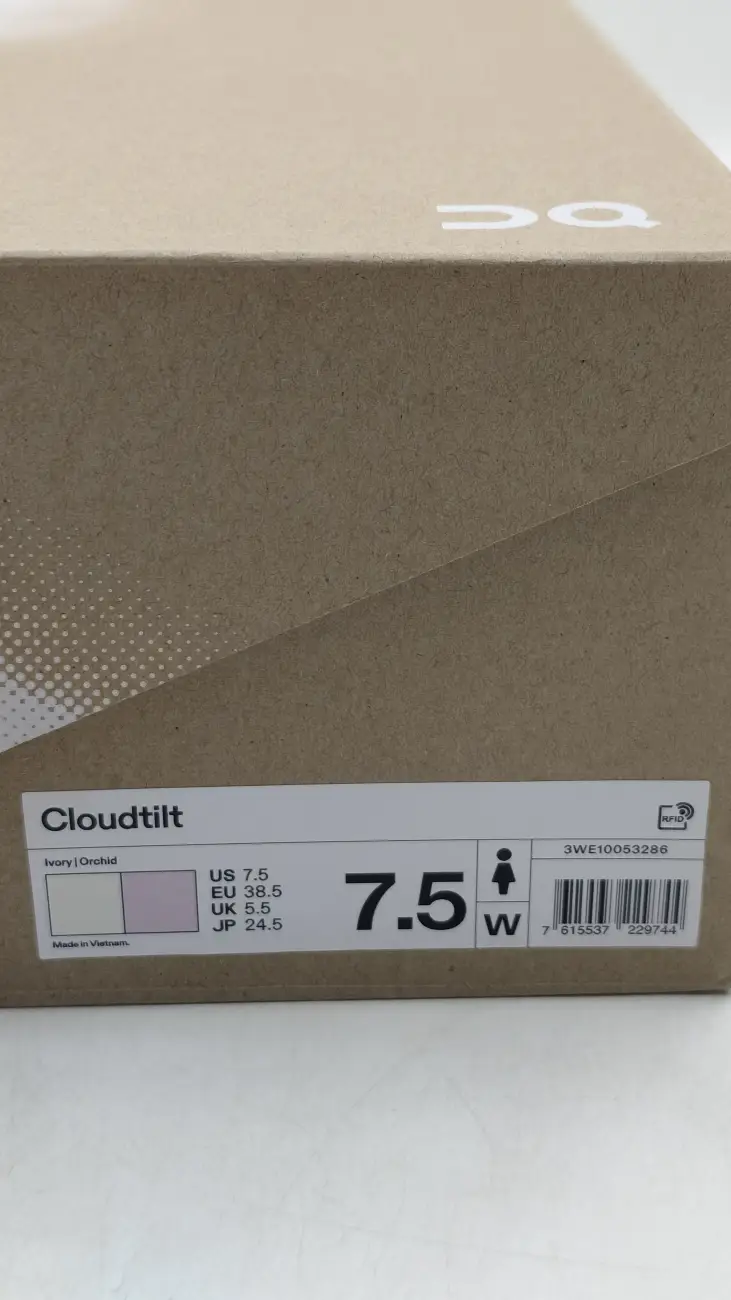 On
Cloudtilt
RFID
Ivory | Orchid
US 7.5
EU 38.5
UK 5.5
JP 24.5
Made in Vietnam.
7.5
W
3WE10053286
7 615537 229744